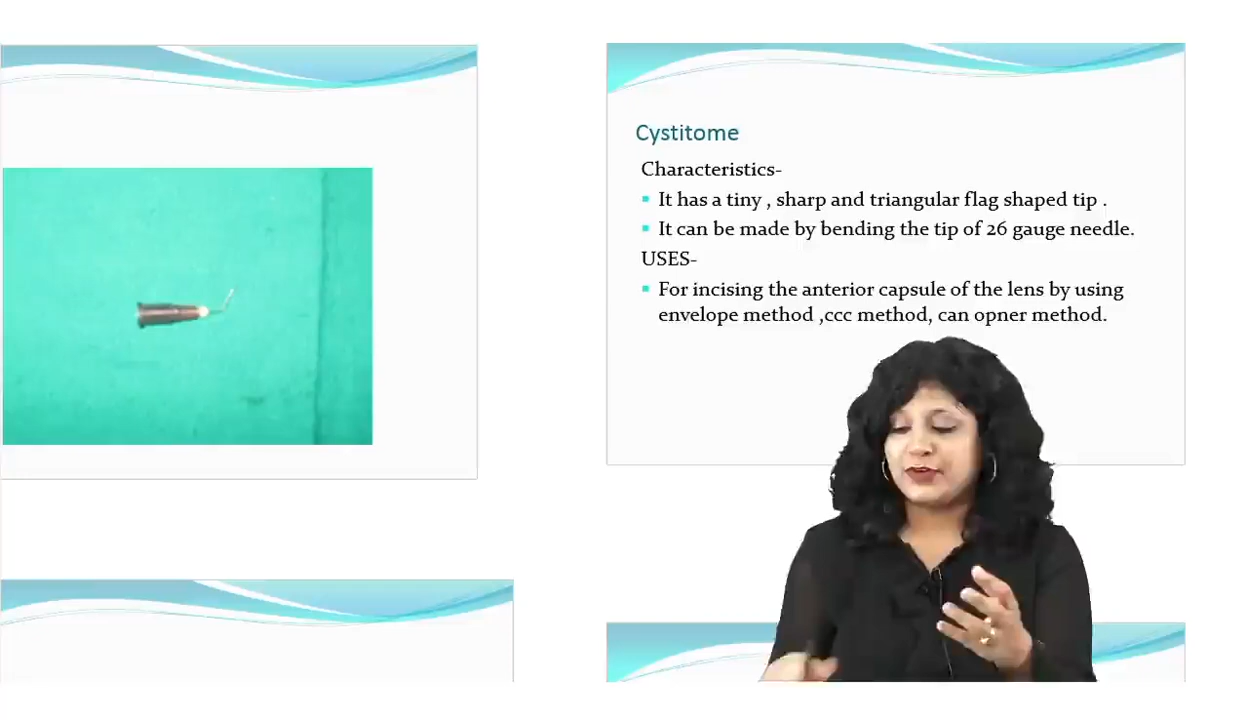 Cystitome
Characteristics-
It has a tiny , sharp and triangular flag shaped tip .
It can be made by bending the tip of 26 gauge needle.
USES-
For incising the anterior capsule of the lens by using
envelope method ,ccc method, can opner method.